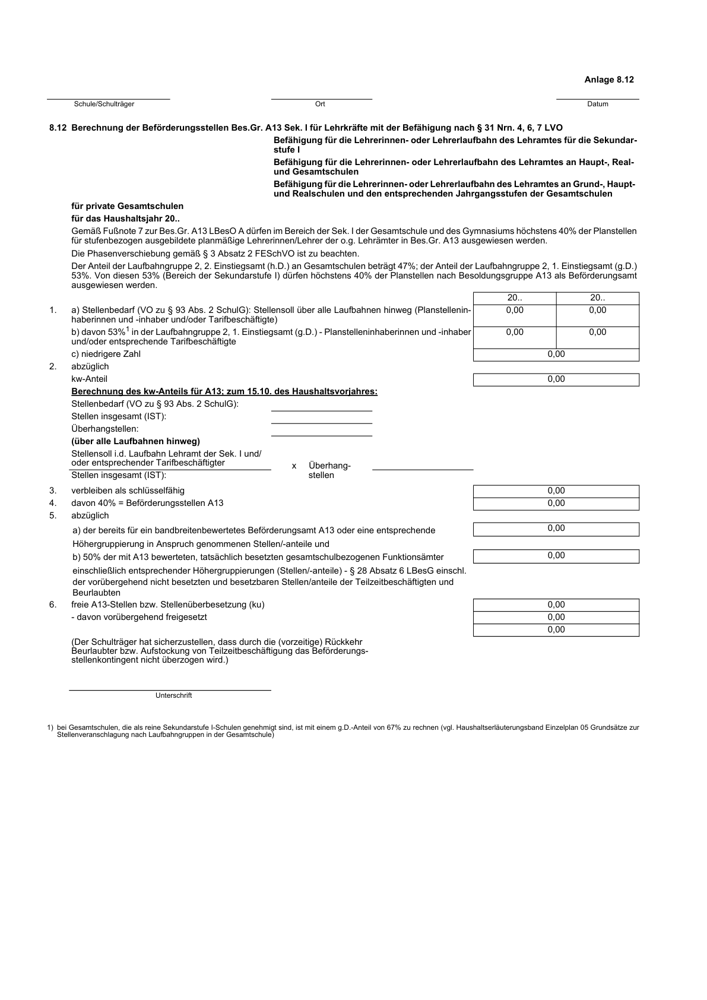 Anlage 8.12
Schule/Schulträger Ort Datum
8.12 Berechnung der Beförderungsstellen Bes.Gr. A13 Sek. I für Lehrkräfte mit der Befähigung nach § 31 Nrn. 4, 6, 7 LVO
Befähigung für die Lehrerinnen- oder Lehrerlaufbahn des Lehramtes für die Sekundar-
stufe I
Befähigung für die Lehrerinnen- oder Lehrerlaufbahn des Lehramtes an Haupt-, Real-
und Gesamtschulen
Befähigung für die Lehrerinnen- oder Lehrerlaufbahn des Lehramtes an Grund-, Haupt-
und Realschulen und den entsprechenden Jahrgangsstufen der Gesamtschulen
für private Gesamtschulen
für das Haushaltsjahr 20..
Gemäß Fußnote 7 zur Bes.Gr. A13 LBesO A dürfen im Bereich der Sek. I der Gesamtschule und des Gymnasiums höchstens 40% der Planstellen
für stufenbezogen ausgebildete planmäßige Lehrerinnen/Lehrer der o.g. Lehrämter in Bes.Gr. A13 ausgewiesen werden.
Die Phasenverschiebung gemäß § 3 Absatz 2 FESchVO ist zu beachten.
Der Anteil der Laufbahngruppe 2, 2. Einstiegsamt (h.D.) an Gesamtschulen beträgt 47%; der Anteil der Laufbahngruppe 2, 1. Einstiegsamt (g.D.)
53%. Von diesen 53% (Bereich der Sekundarstufe I) dürfen höchstens 40% der Planstellen nach Besoldungsgruppe A13 als Beförderungsamt
ausgewiesen werden.
20.. 20..
1. a) Stellenbedarf (VO zu § 93 Abs. 2 SchulG): Stellensoll über alle Laufbahnen hinweg (Planstellenin- 0,00 0,00
haberinnen und -inhaber und/oder Tarifbeschäftigte)
b) davon 53%1 in der Laufbahngruppe 2, 1. Einstiegsamt (g.D.) - Planstelleninhaberinnen und -inhaber 0,00 0,00
und/oder entsprechende Tarifbeschäftigte
c) niedrigere Zahl 0,00
2. abzüglich
kw-Anteil 0,00
Berechnung des kw-Anteils für A13; zum 15.10. des Haushaltsvorjahres:
Stellenbedarf (VO zu § 93 Abs. 2 SchulG):
Stellen insgesamt (IST):
Überhangstellen:
(über alle Laufbahnen hinweg)
Stellensoll i.d. Laufbahn Lehramt der Sek. I und/
oder entsprechender Tarifbeschäftigter x Überhang-
Stellen insgesamt (IST): stellen
3. verbleiben als schlüsselfähig 0,00
4. davon 40% = Beförderungsstellen A13 0,00
5. abzüglich
a) der bereits für ein bandbreitenbewertetes Beförderungsamt A13 oder eine entsprechende 0,00
Höhergruppierung in Anspruch genommenen Stellen/-anteile und
b) 50% der mit A13 bewerteten, tatsächlich besetzten gesamtschulbezogenen Funktionsämter 0,00
einschließlich entsprechender Höhergruppierungen (Stellen/-anteile) - § 28 Absatz 6 LBesG einschl.
der vorübergehend nicht besetzten und besetzbaren Stellen/anteile der Teilzeitbeschäftigten und
Beurlaubten
6. freie A13-Stellen bzw. Stellenüberbesetzung (ku) 0,00
- davon vorübergehend freigesetzt 0,00
0,00
(Der Schulträger hat sicherzustellen, dass durch die (vorzeitige) Rückkehr
Beurlaubter bzw. Aufstockung von Teilzeitbeschäftigung das Beförderungs-
stellenkontingent nicht überzogen wird.)
Unterschrift
1) bei Gesamtschulen, die als reine Sekundarstufe I-Schulen genehmigt sind, ist mit einem g.D.-Anteil von 67% zu rechnen (vgl. Haushaltserläuterungsband Einzelplan 05 Grundsätze zur
Stellenveranschlagung nach Laufbahngruppen in der Gesamtschule)